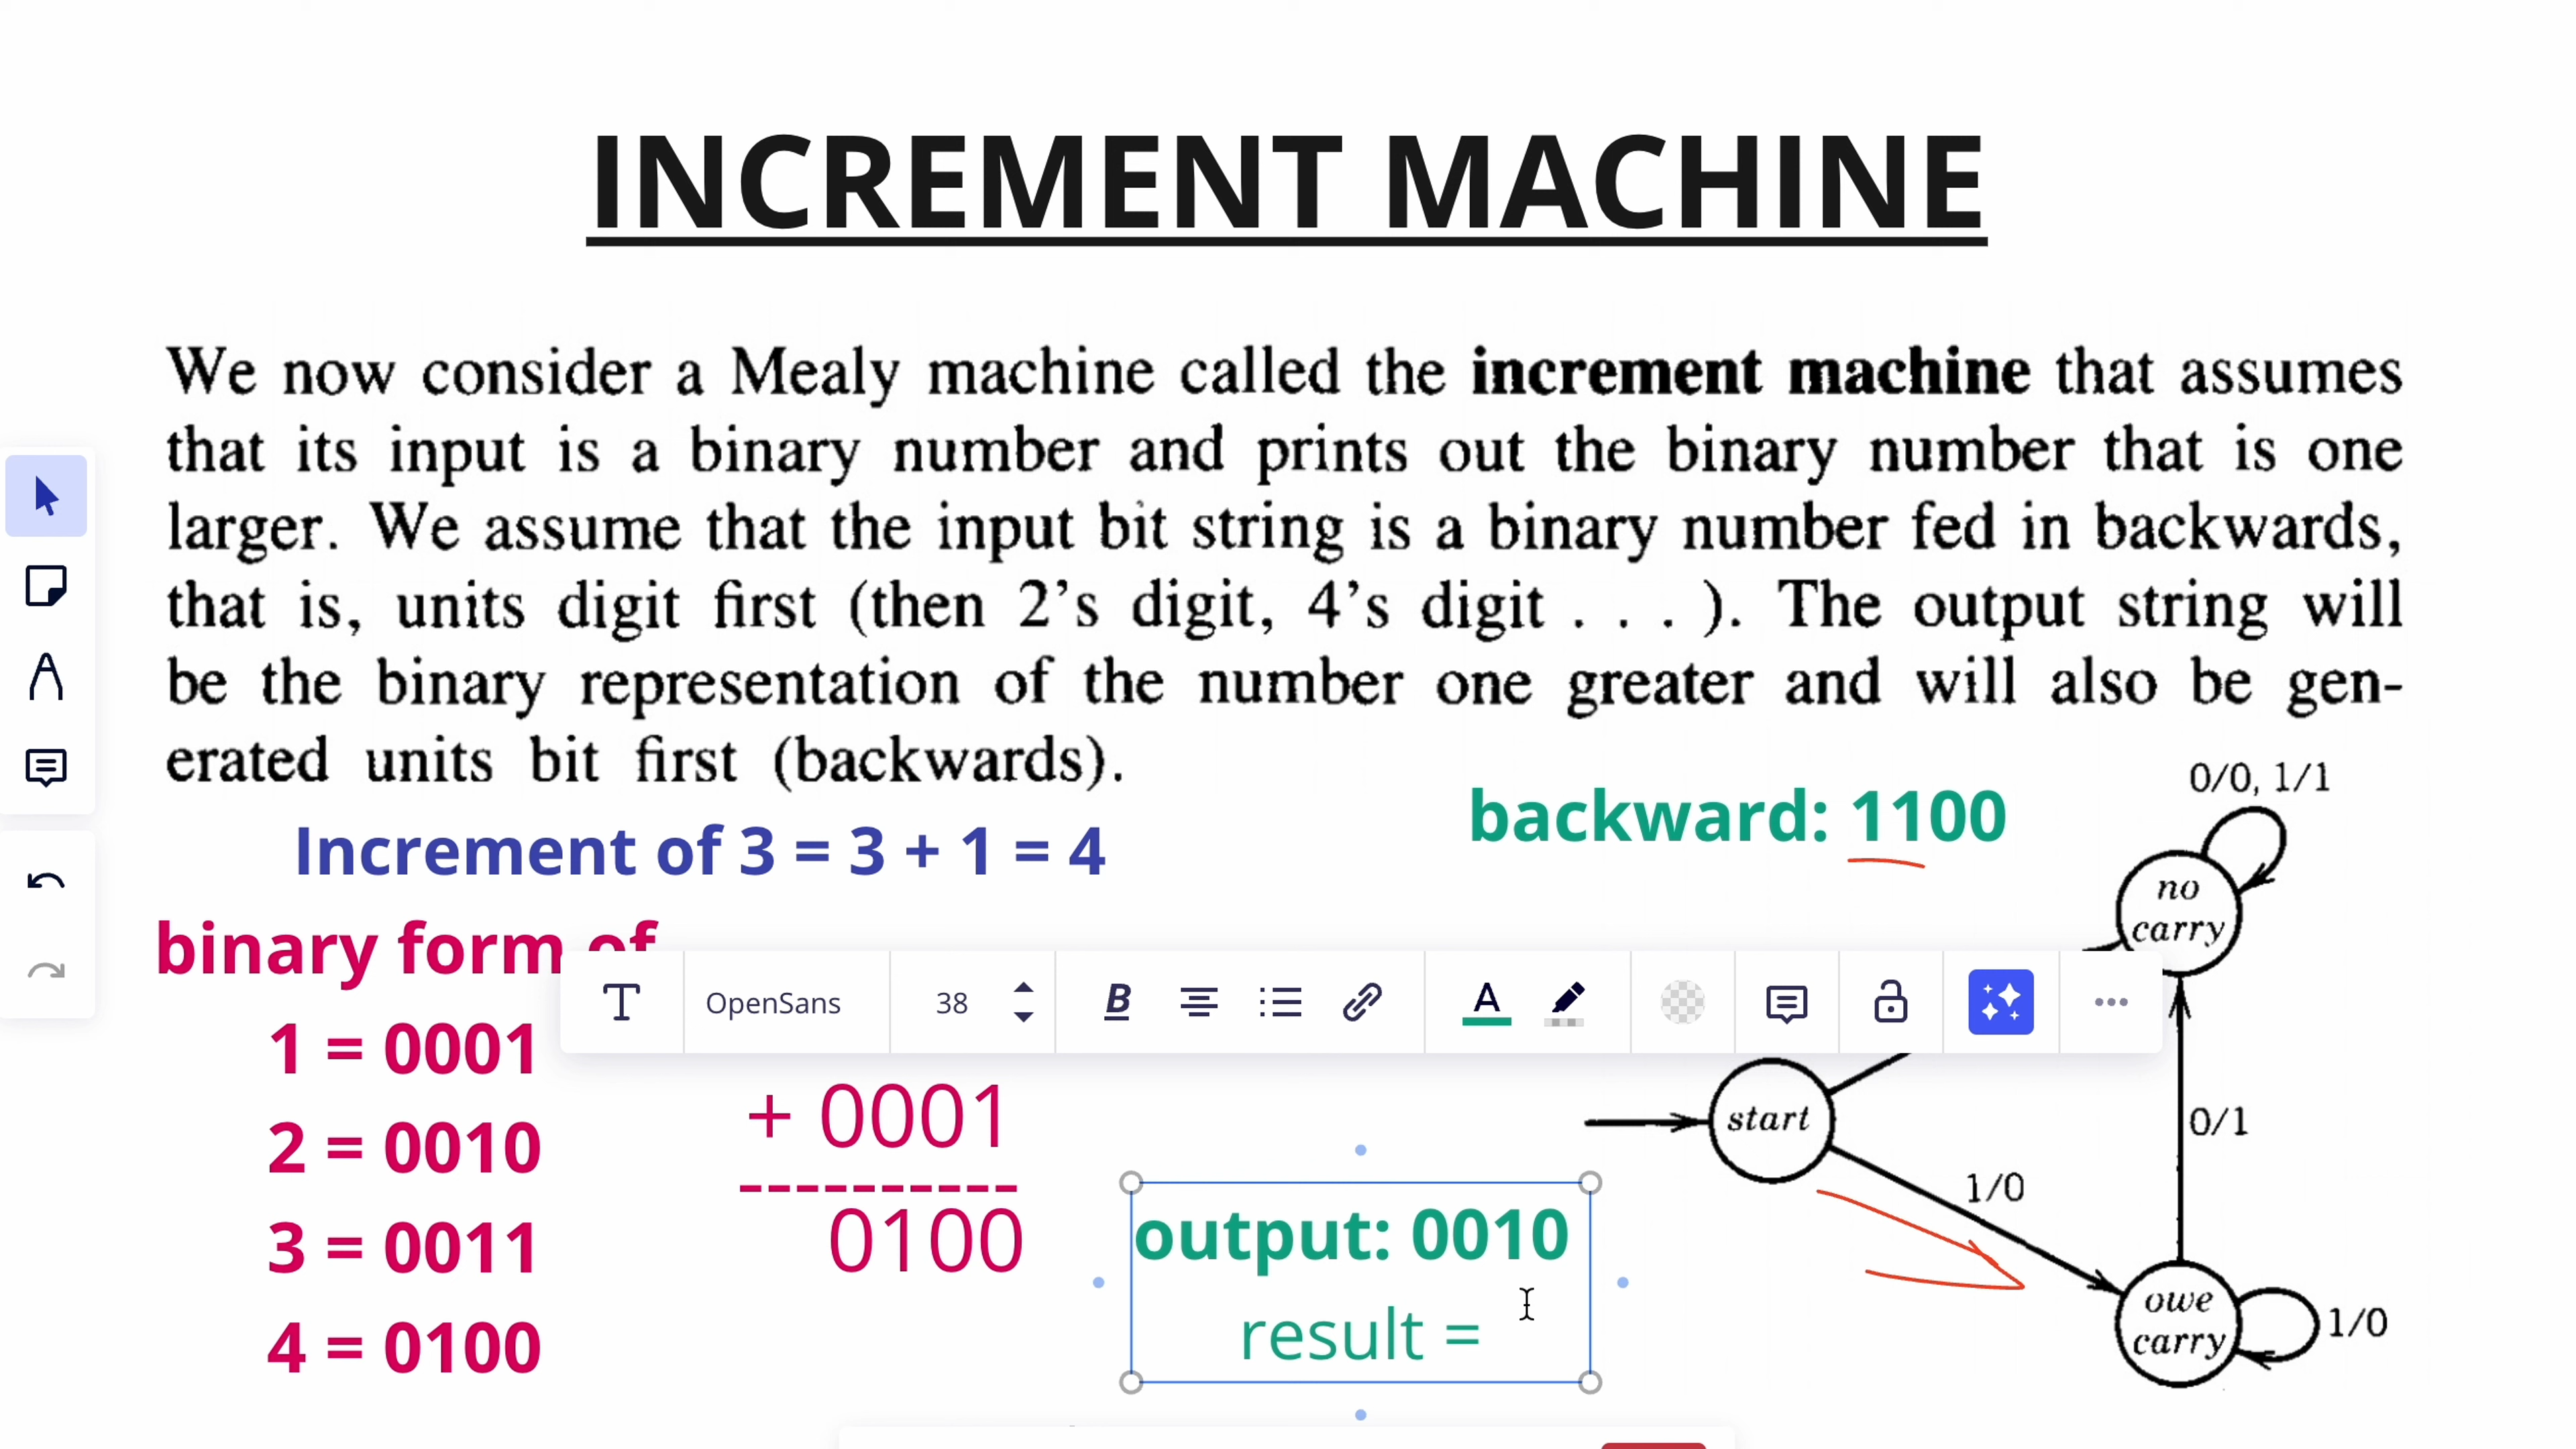 INCREMENT MACHINE
We now consider a Mealy machine called the increment machine that assumes
that its input is a binary number and prints out the binary number that is one
larger. We assume that the input bit string is a binary number fed in backwards,
that is, units digit first (then 2's digit, 4's digit . . . ). The output string will
be the binary representation of the number one greater and will also be gen-
erated units bit first (backwards).
Increment of 3 = 3 + 1 = 4
backward: 1100
0/0, 1/1
no
carry
binary form of
OpenSans
38
B
A
1 = 0001
2 = 0010
3 = 0011
4 = 0100
+ 0001
----------
0100
output: 0010
result =
start
0/1
1/0
owe
carry
1/0